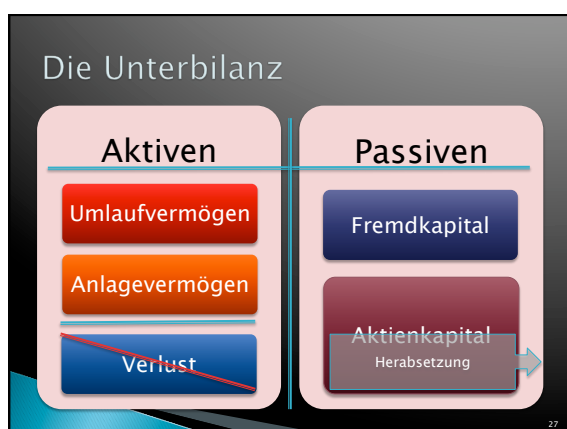 Die Unterbilanz
Aktiven
Umlaufvermögen
Anlagevermögen
Verlust
Passiven
Fremdkapital
Aktienkapital
Herabsetzung
27